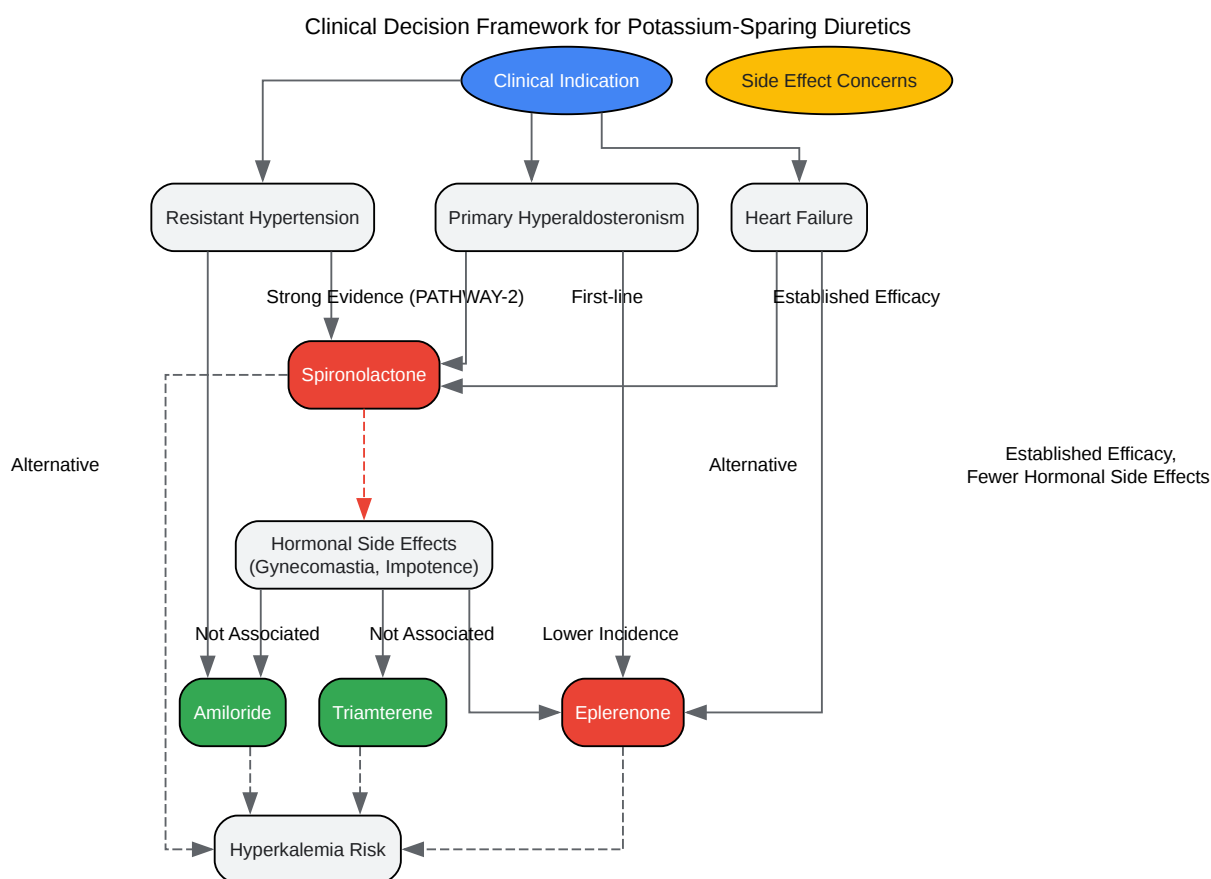 Clinical Decision Framework for Potassium-Sparing Diuretics
Clinical Indication
Side Effect Concerns
Resistant Hypertension
Primary Hyperaldosteronism
Heart Failure
Strong Evidence (PATHWAY-2)
First-line
Established Efficacy
Spironolactone
Alternative
Alternative
Established Efficacy,
Fewer Hormonal Side Effects
Hormonal Side Effects
(Gynecomastia, Impotence)
Not Associated
Not Associated
Lower Incidence
Amiloride
Triamterene
Eplerenone
Hyperkalemia Risk